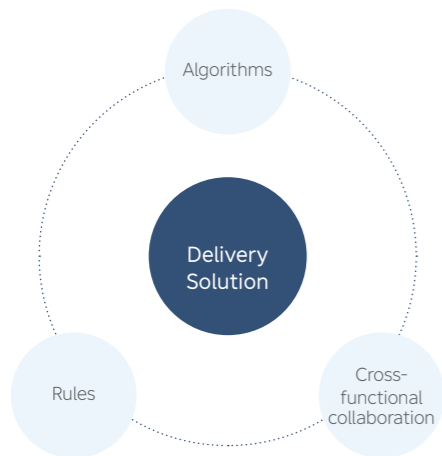 Algorithms
Delivery
Solution
Rules
Cross-
functional
collaboration